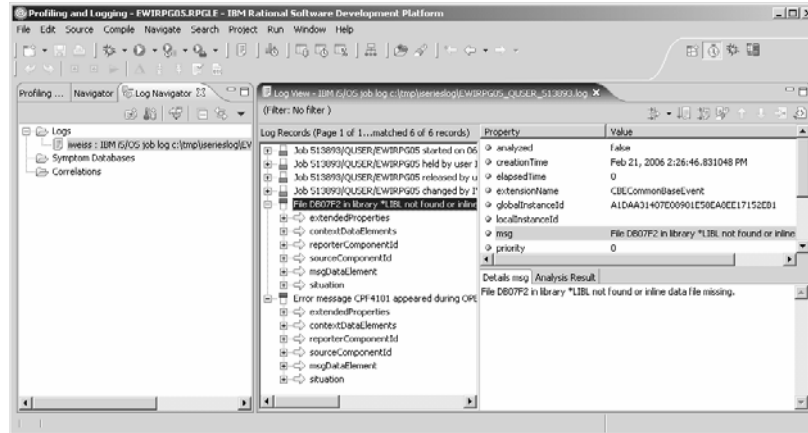 Profiling and Logging - EWIRPG05.RPGLE - IBM Rational Software Development Platform
File Edit Source Compile Navigate Search Project Run Window Help
Profiling ... Navigator Log Navigator
Logs
iweiss : IBM i5/OS job log c:\tmp\iserieslog\EV
Symptom Databases
Correlations
Log View - IBM i5/OS job log c:\tmp\iserieslog\EWIRPG05_QUSER_513893.log
(Filter: No filter )
Log Records (Page 1 of 1...matched 6 of 6 records)
Job 513893/QUSER/EWIRPG05 started on 06
Job 513893/QUSER/EWIRPG05 held by user I
Job 513893/QUSER/EWIRPG05 released by u
Job 513893/QUSER/EWIRPG05 changed by I
File DB07F2 in library *LIBL not found or inline
extendedProperties
contextDataElements
reporterComponentId
sourceComponentId
msgDataElement
situation
Error message CPF4101 appeared during OPE
extendedProperties
contextDataElements
reporterComponentId
sourceComponentId
msgDataElement
situation
Property Value
analyzed false
creationTime Feb 21, 2006 2:26:46.831048 PM
elapsedTime 0
extensionName CBECommonBaseEvent
globalInstanceId A1DAA31407E00901E58EA0EE17152EB1
localInstanceId
msg File DB07F2 in library *LIBL not found or inline
priority 0
Details msg Analysis Result
File DB07F2 in library *LIBL not found or inline data file missing.